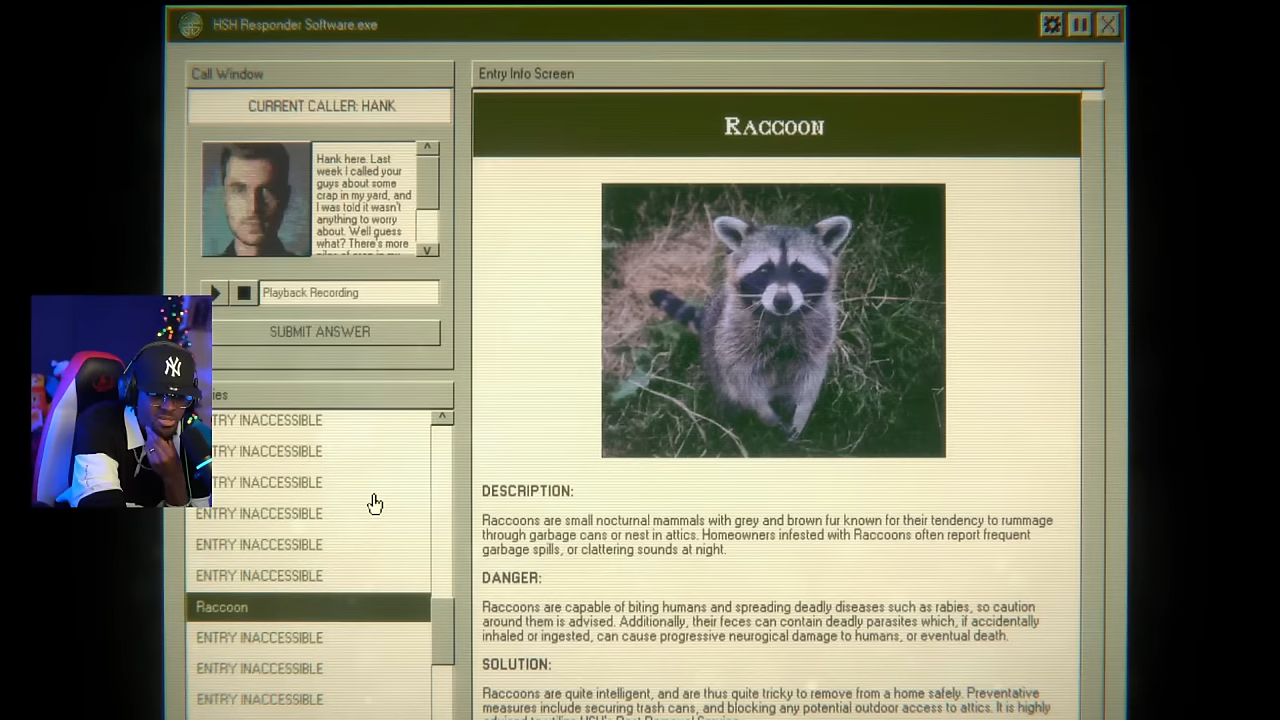 HSH Responder Software.exe
Call Window
CURRENT CALLER: HANK
Hank here. Last
week I called your
guys about some
crap in my yard, and
I was told it wasn't
anything to worry
about. Well guess
what? There's more
Playback Recording
SUBMIT ANSWER
ENTRY INACCESSIBLE
ENTRY INACCESSIBLE
ENTRY INACCESSIBLE
ENTRY INACCESSIBLE
ENTRY INACCESSIBLE
ENTRY INACCESSIBLE
Raccoon
ENTRY INACCESSIBLE
ENTRY INACCESSIBLE
ENTRY INACCESSIBLE
Entry Info Screen
RACCOON
DESCRIPTION:
Raccoons are small nocturnal mammals with grey and brown fur known for their tendency to rummage
through garbage cans or nest in attics. Homeowners infested with Raccoons often report frequent
garbage spills, or clattering sounds at night.
DANGER:
Raccoons are capable of biting humans and spreading deadly diseases such as rabies, so caution
around them is advised. Additionally, their feces can contain deadly parasites which, if accidentally
inhaled or ingested, can cause progressive neurogical damage to humans, or eventual death.
SOLUTION:
Raccoons are quite intelligent, and are thus quite tricky to remove from a home safely. Preventative
measures include securing trash cans, and blocking any potential outdoor access to attics. It is highly